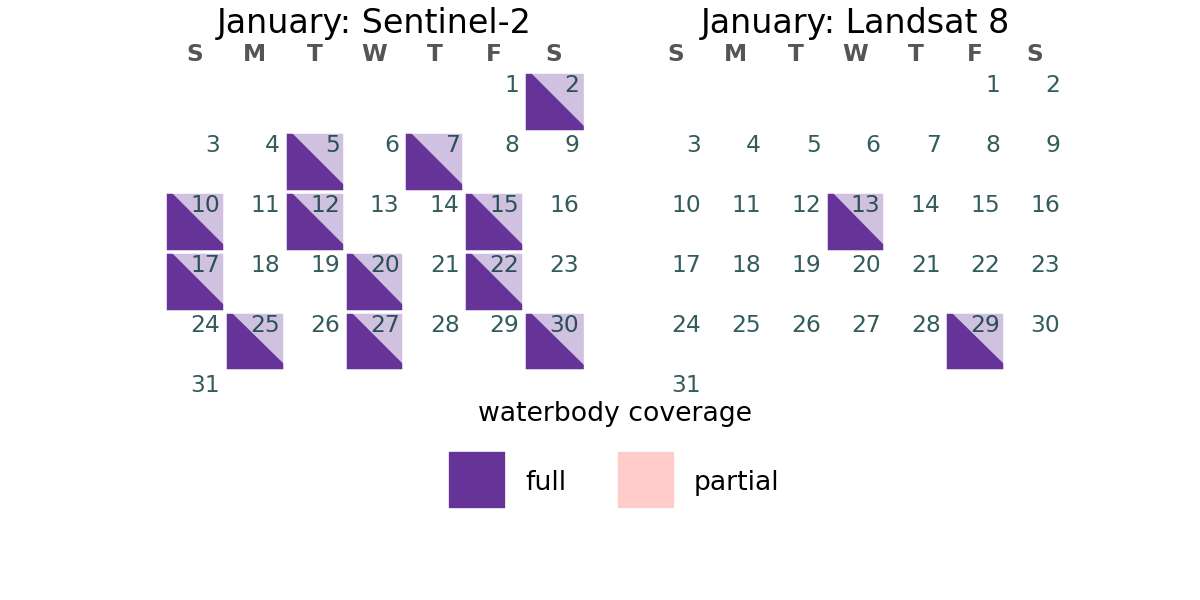 January: Sentinel-2
S M T W T F S
1 2
3 4 5 6 7 8 9
10 11 12 13 14 15 16
17 18 19 20 21 22 23
24 25 26 27 28 29 30
31
January: Landsat 8
S M T W T F S
1 2
3 4 5 6 7 8 9
10 11 12 13 14 15 16
17 18 19 20 21 22 23
24 25 26 27 28 29 30
31
waterbody coverage
full partial